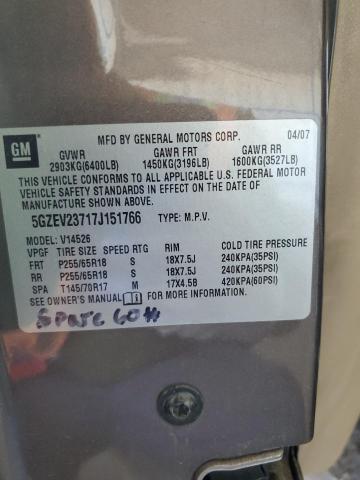 GM
MFD BY GENERAL MOTORS CORP. 04/07
GVWR GAWR FRT GAWR RR
2903KG(6400LB) 1450KG(3196LB) 1600KG(3527LB)
THIS VEHICLE CONFORMS TO ALL APPLICABLE U.S. FEDERAL MOTOR
VEHICLE SAFETY STANDARDS IN EFFECT ON THE DATE OF
MANUFACTURE SHOWN ABOVE.
5GZEV23717J151766 TYPE: M.P.V.
MODEL: V14526
VPGF TIRE SIZE SPEED RTG RIM COLD TIRE PRESSURE
FRT P255/65R18 S 18X7.5J 240KPA(35PSI)
RR P255/65R18 S 18X7.5J 240KPA(35PSI)
SPA T145/70R17 M 17X4.5B 420KPA(60PSI)
SEE OWNER'S MANUAL FOR MORE INFORMATION.
SPARE 60#